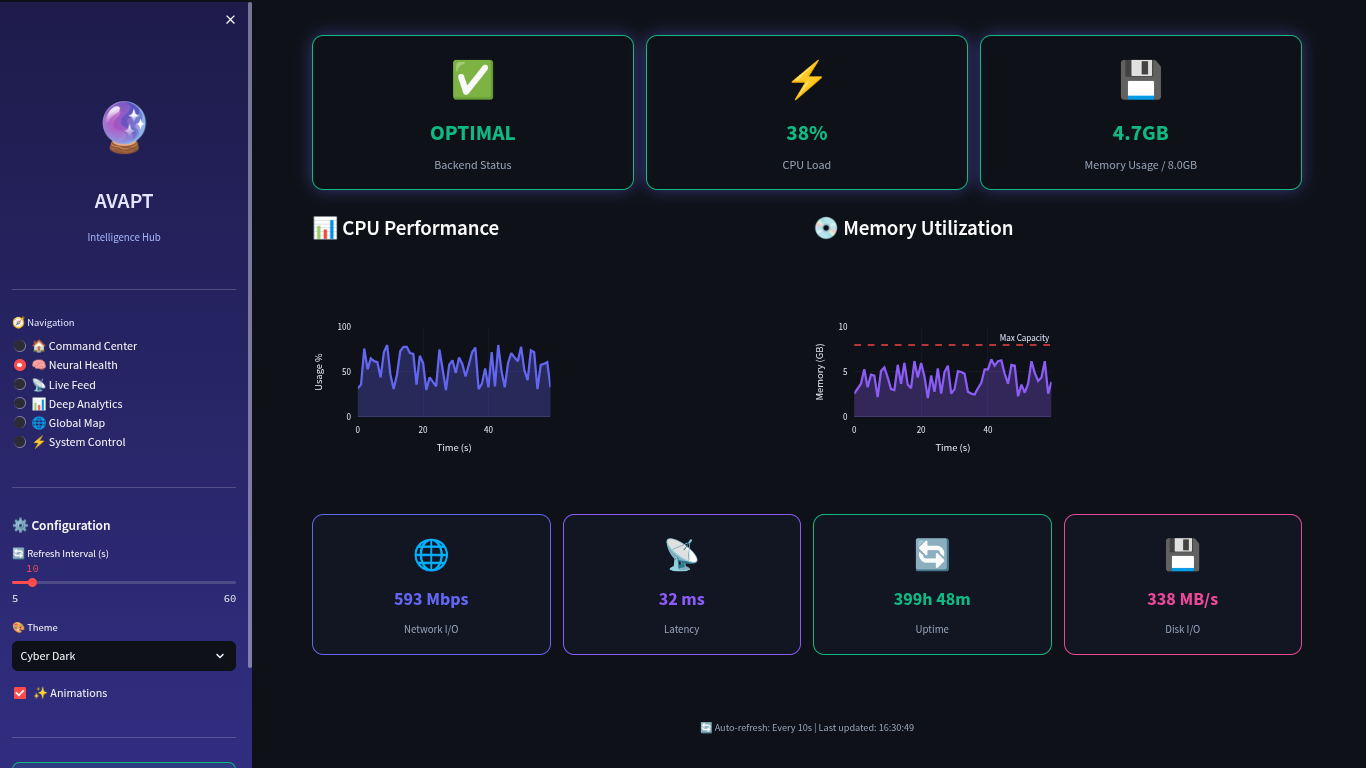 AVAPT
Intelligence Hub
🧭 Navigation
🏠 Command Center
🧠 Neural Health
📡 Live Feed
📊 Deep Analytics
🌐 Global Map
⚡ System Control
⚙️ Configuration
🔄 Refresh Interval (s)
10
5 60
🎨 Theme
Cyber Dark
✨ Animations
OPTIMAL
Backend Status
38%
CPU Load
4.7GB
Memory Usage / 8.0GB
📊 CPU Performance
100
50
0
Usage %
0 20 40
Time (s)
💿 Memory Utilization
10
5
0
Memory (GB)
Max Capacity
0 20 40
Time (s)
593 Mbps
Network I/O
32 ms
Latency
399h 48m
Uptime
338 MB/s
Disk I/O
🔄 Auto-refresh: Every 10s | Last updated: 16:30:49